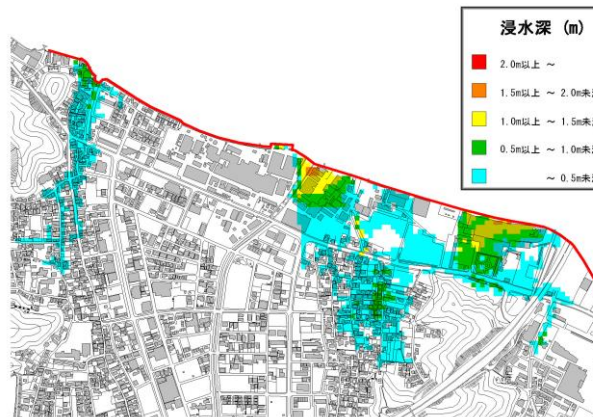 浸水深 (m)
2.0m以上 ～
1.5m以上 ～ 2.0m未
1.0m以上 ～ 1.5m未
0.5m以上 ～ 1.0m未
～ 0.5m未